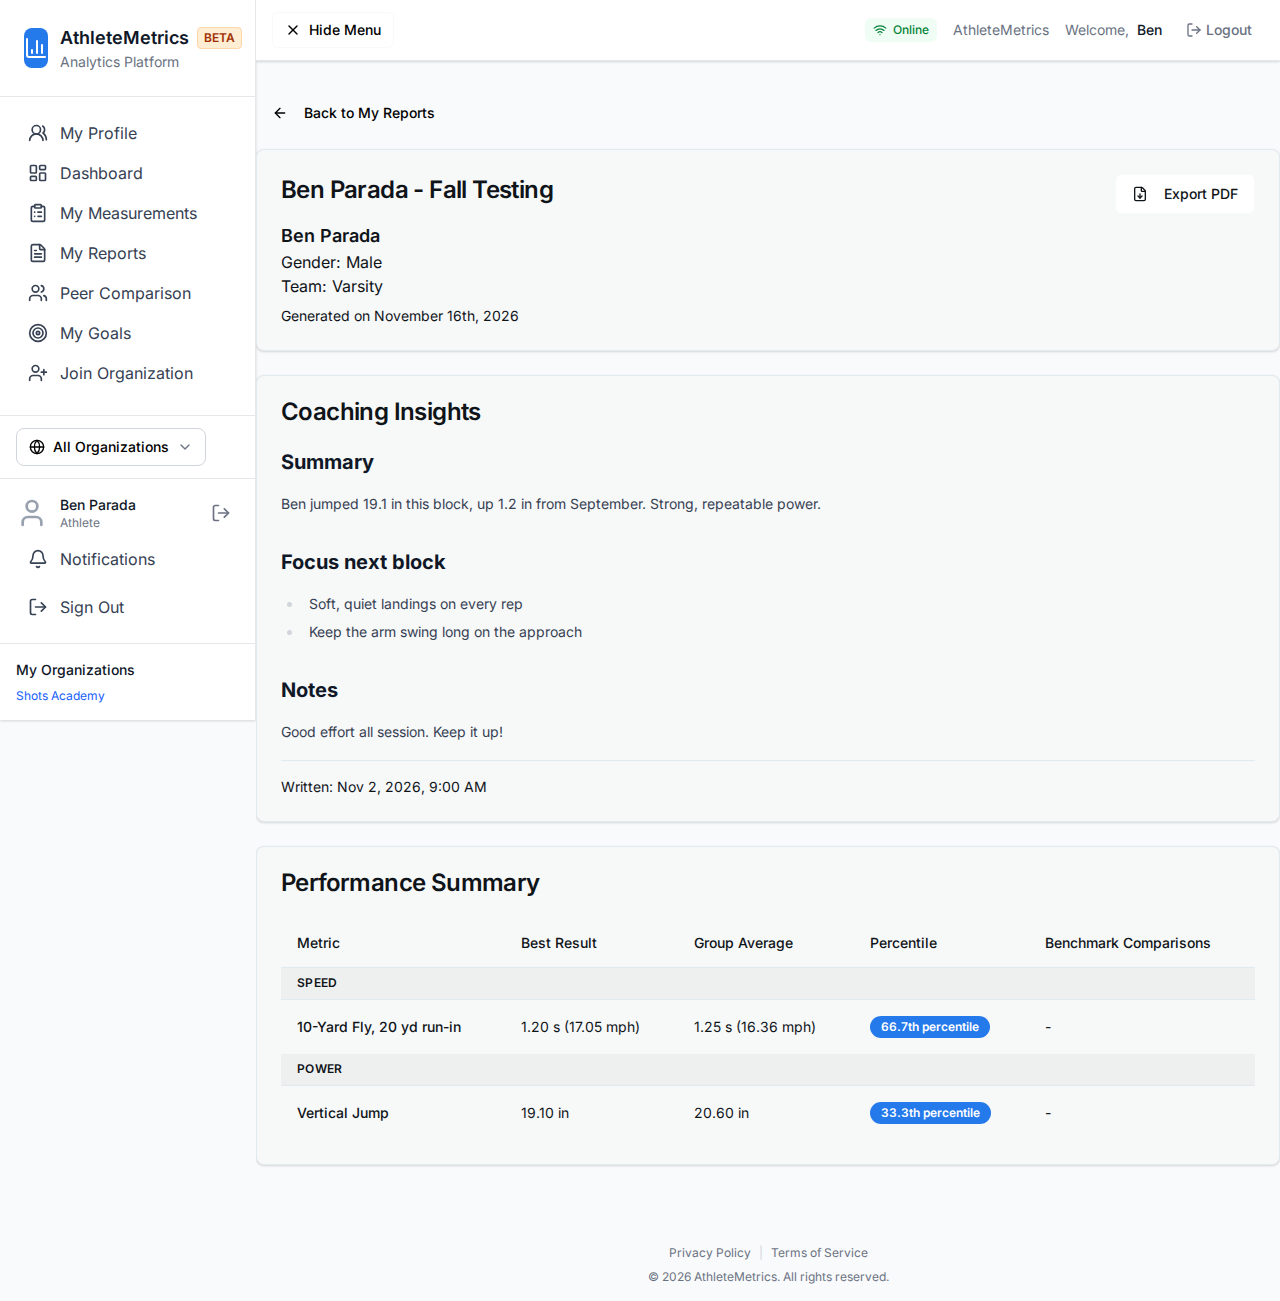 AthleteMetrics BETA
Analytics Platform
My Profile
Dashboard
My Measurements
My Reports
Peer Comparison
My Goals
Join Organization
All Organizations
Ben Parada
Athlete
Notifications
Sign Out
My Organizations
Shots Academy
Hide Menu
Online AthleteMetrics Welcome, Ben Logout
Back to My Reports
Ben Parada - Fall Testing
Export PDF
Ben Parada
Gender: Male
Team: Varsity
Generated on November 16th, 2026
Coaching Insights
Summary
Ben jumped 19.1 in this block, up 1.2 in from September. Strong, repeatable power.
Focus next block
Soft, quiet landings on every rep
Keep the arm swing long on the approach
Notes
Good effort all session. Keep it up!
Written: Nov 2, 2026, 9:00 AM
Performance Summary
Metric Best Result Group Average Percentile Benchmark Comparisons
SPEED
10-Yard Fly, 20 yd run-in 1.20 s (17.05 mph) 1.25 s (16.36 mph) 66.7th percentile -
POWER
Vertical Jump 19.10 in 20.60 in 33.3th percentile -
Privacy Policy | Terms of Service
© 2026 AthleteMetrics. All rights reserved.